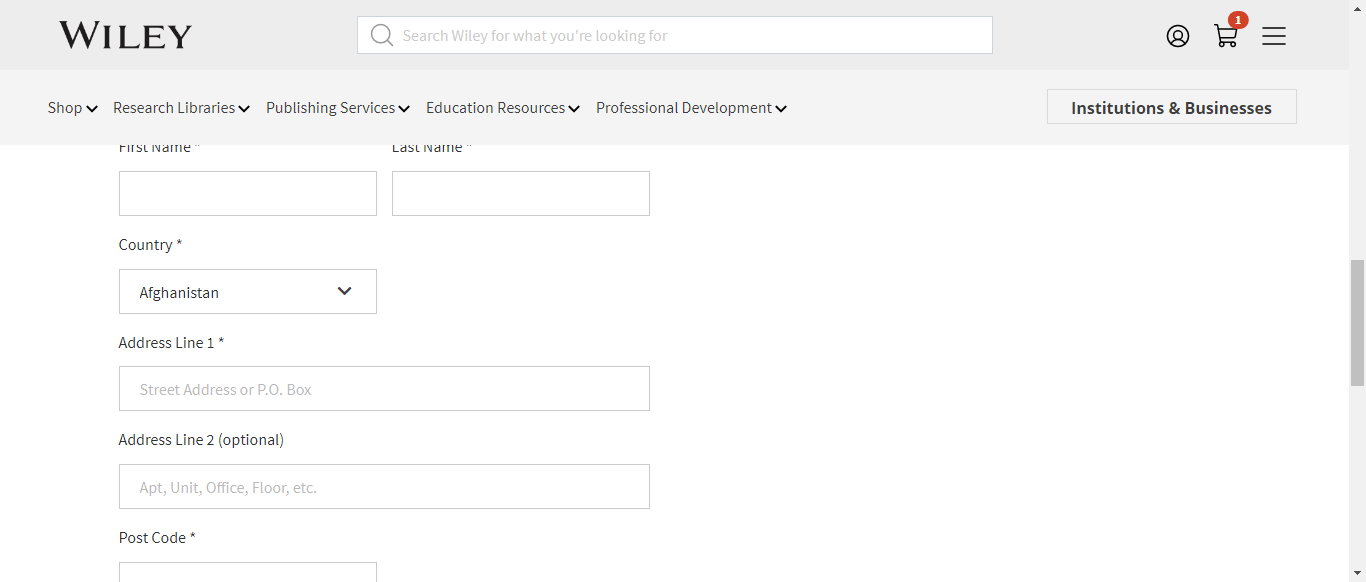 WILEY
Search Wiley for what you're looking for
1
Shop Research Libraries Publishing Services Education Resources Professional Development Institutions & Businesses
First Name * Last Name *
Country *
Afghanistan
Address Line 1 *
Street Address or P.O. Box
Address Line 2 (optional)
Apt, Unit, Office, Floor, etc.
Post Code *